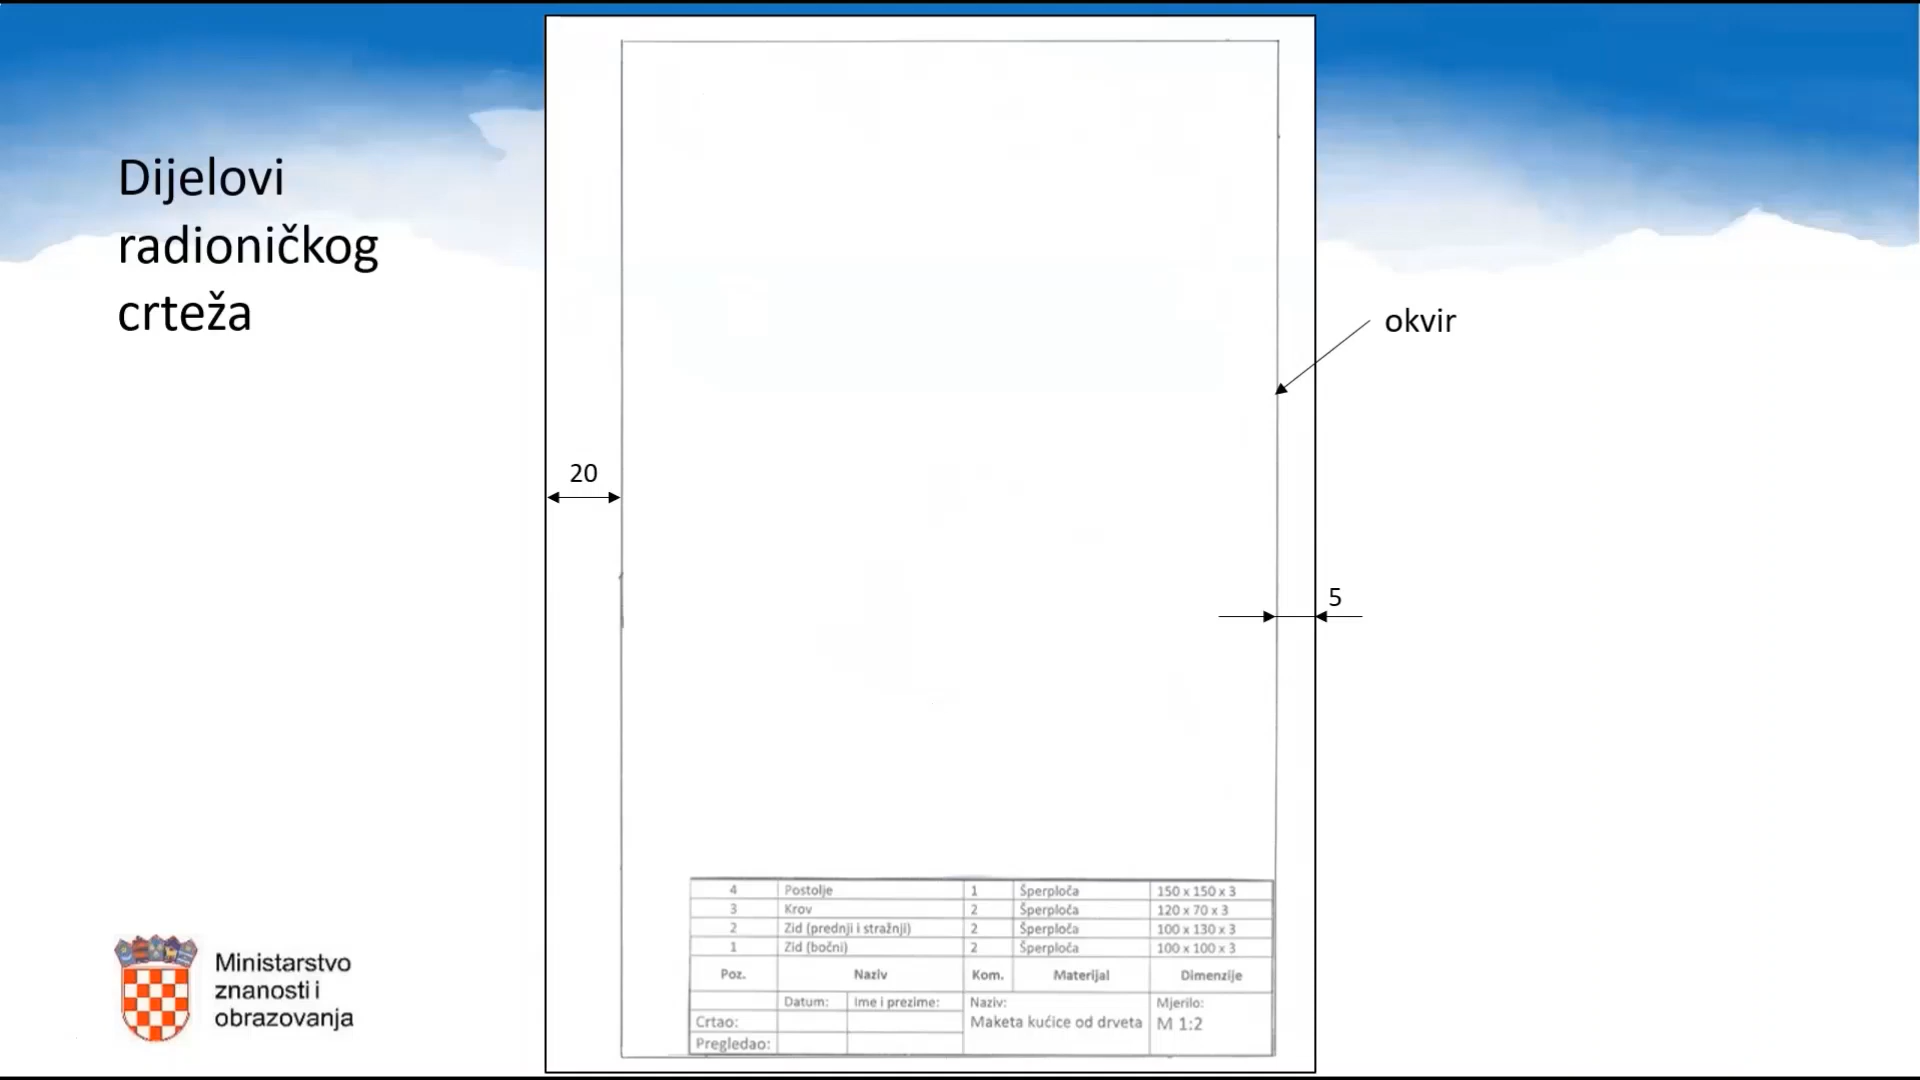 Dijelovi
radioničkog
crteža
okvir
20
5
4 Postolje 1 Šperploča 150 x 150 x 3
3 Krov 2 Šperploča 120 x 70 x 3
2 Zid (prednji i stražnji) 2 Šperploča 100 x 130 x 3
1 Zid (bočni) 2 Šperploča 100 x 100 x 3
Poz. Naziv Kom. Materijal Dimenzije
Datum: Ime i prezime: Naziv: Mjerilo:
Crtao: Maketa kućice od drveta M 1:2
Pregledao:
Ministarstvo
znanosti i
obrazovanja